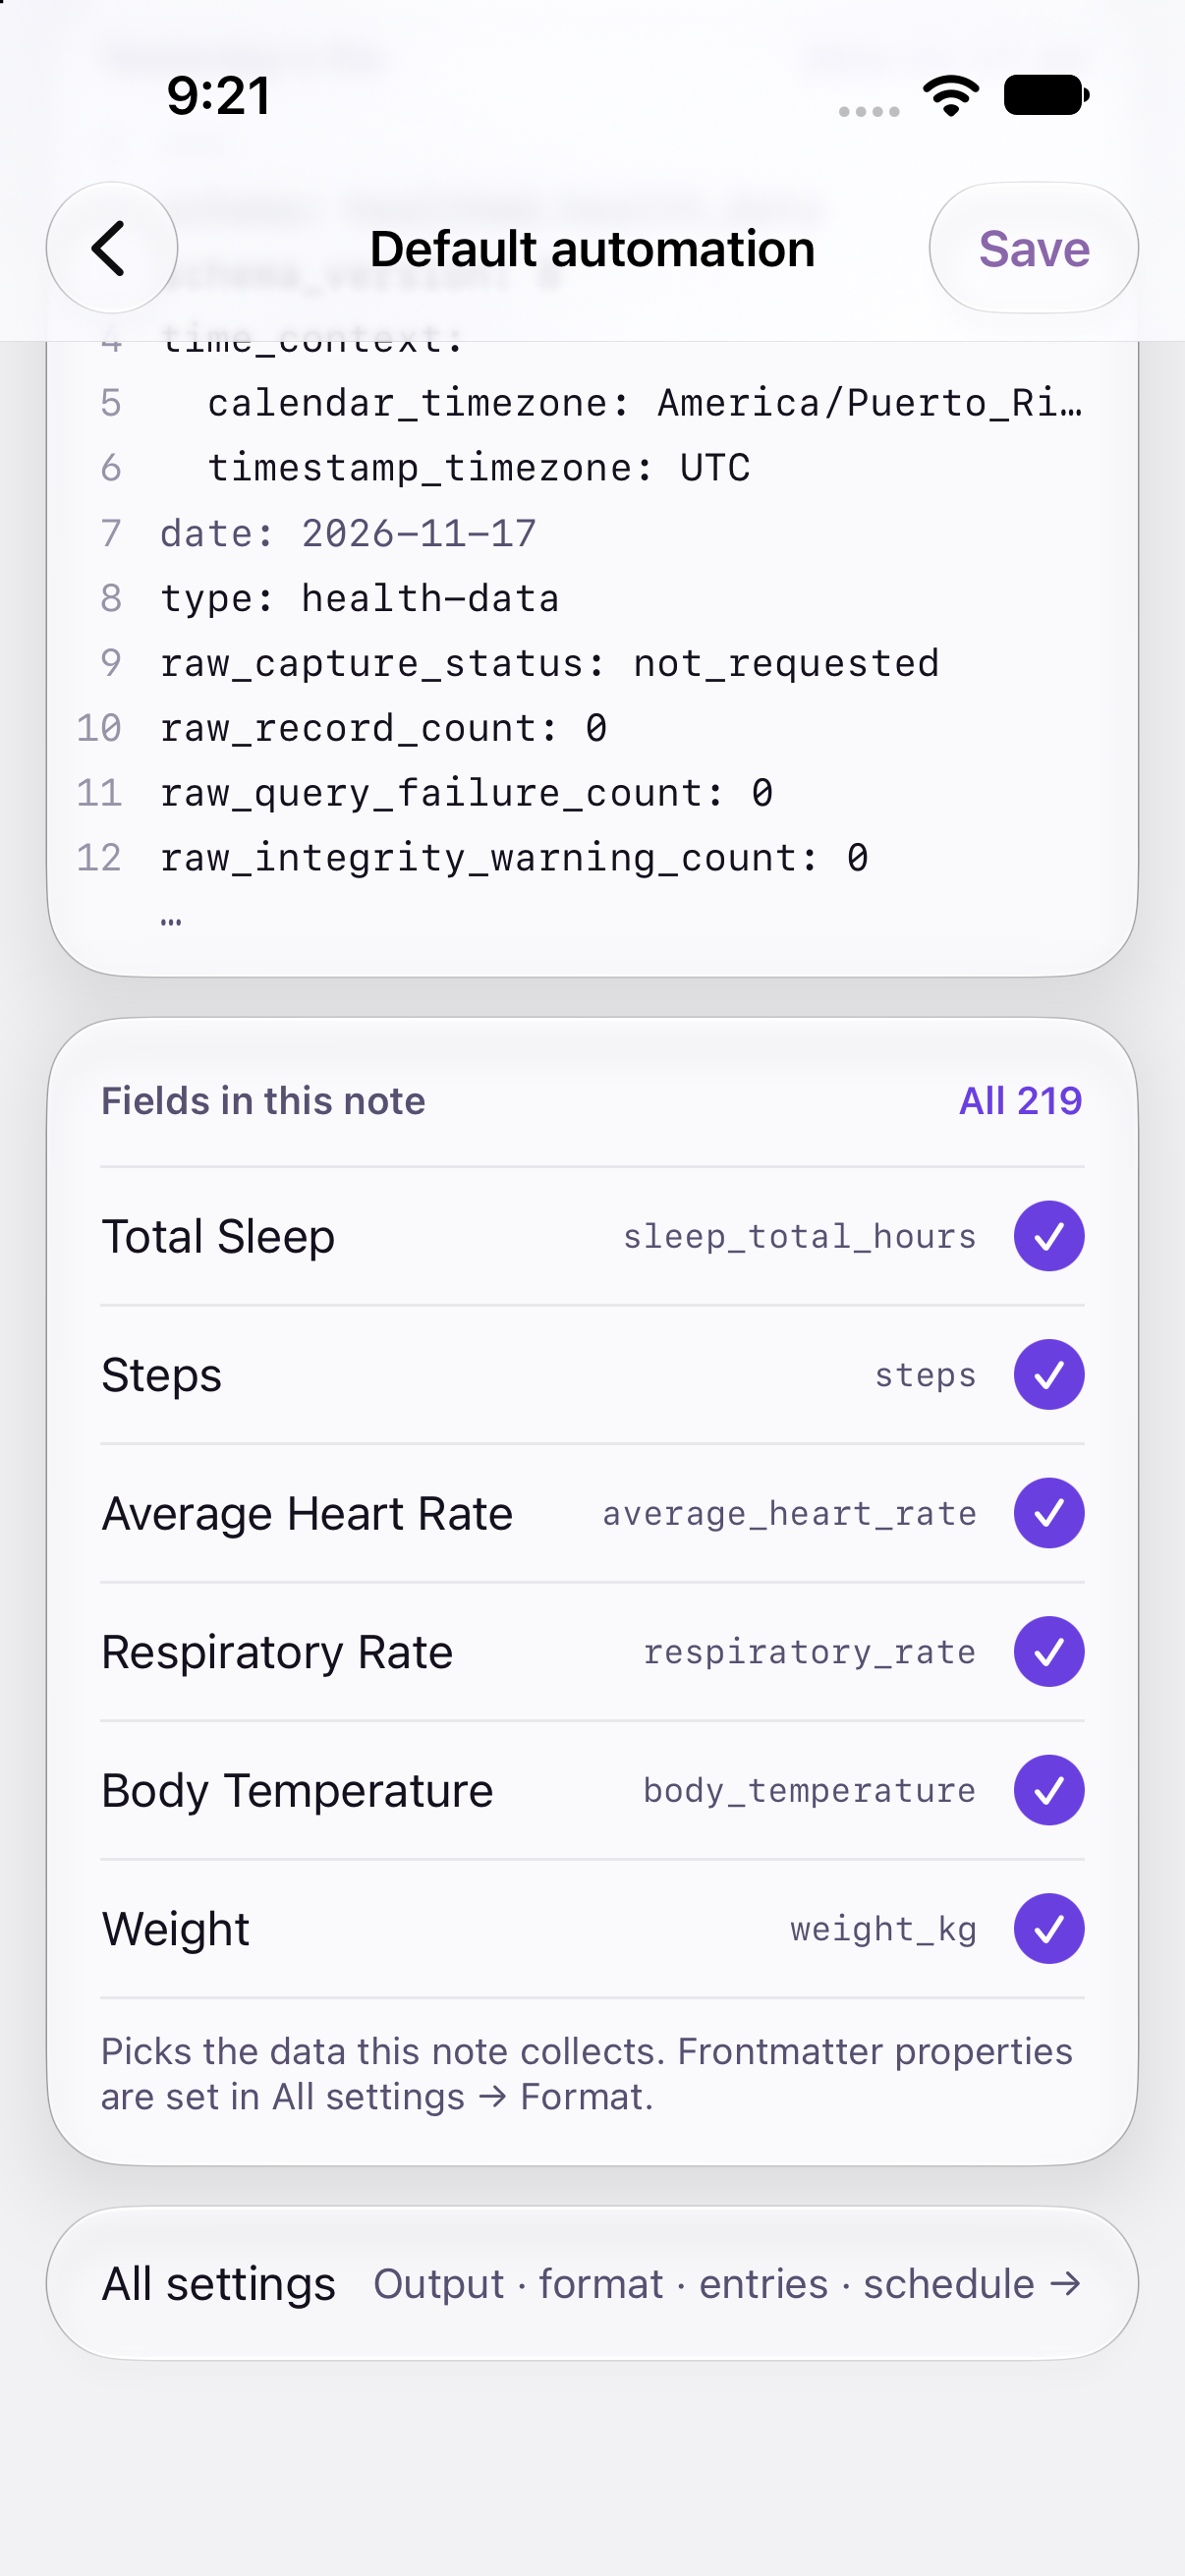 9:21
Default automation
Save
schema_version: 6
4 time_context:
5 calendar_timezone: America/Puerto_Ri…
6 timestamp_timezone: UTC
7 date: 2026-11-17
8 type: health-data
9 raw_capture_status: not_requested
10 raw_record_count: 0
11 raw_query_failure_count: 0
12 raw_integrity_warning_count: 0
…
Fields in this note All 219
Total Sleep sleep_total_hours
Steps steps
Average Heart Rate average_heart_rate
Respiratory Rate respiratory_rate
Body Temperature body_temperature
Weight weight_kg
Picks the data this note collects. Frontmatter properties
are set in All settings → Format.
All settings Output · format · entries · schedule →